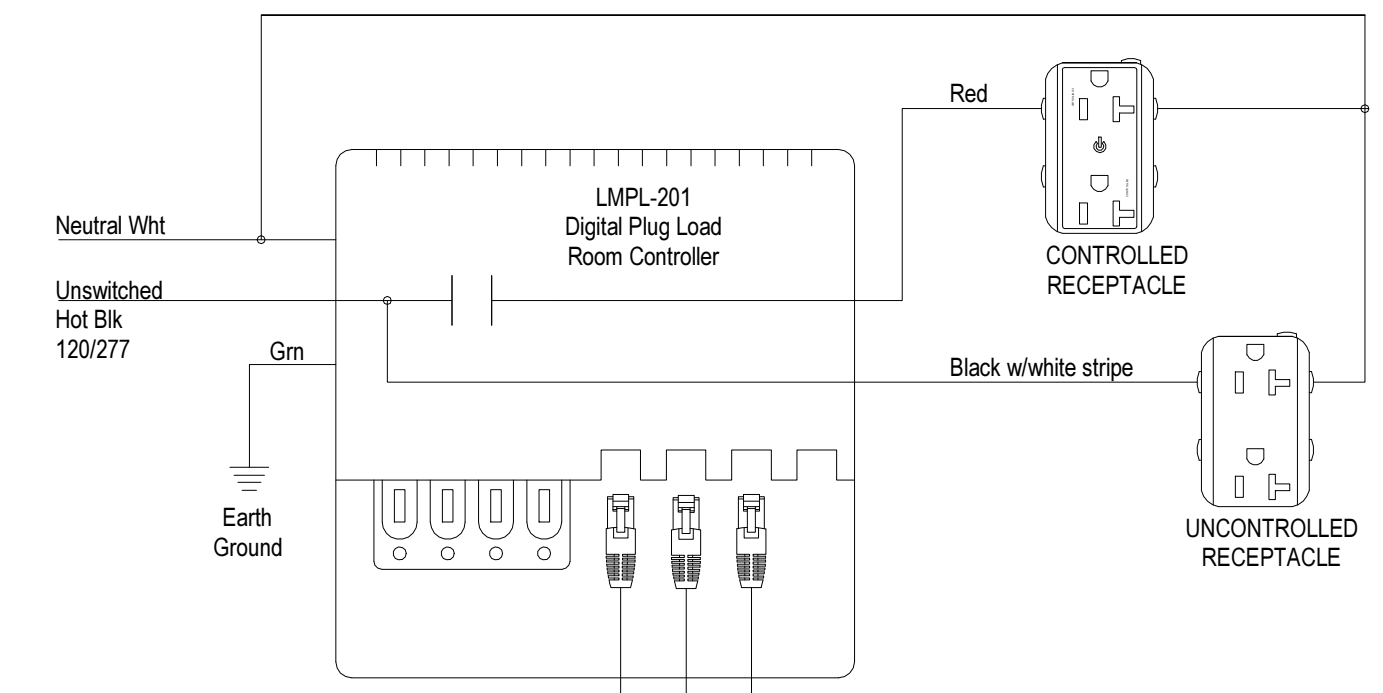 Red
LMPL-201
Digital Plug Load
Room Controller
Neutral Wht
CONTROLLED
RECEPTACLE
Unswitched
Hot Blk
120/277
Grn
Black w/white stripe
Earth
Ground
UNCONTROLLED
RECEPTACLE